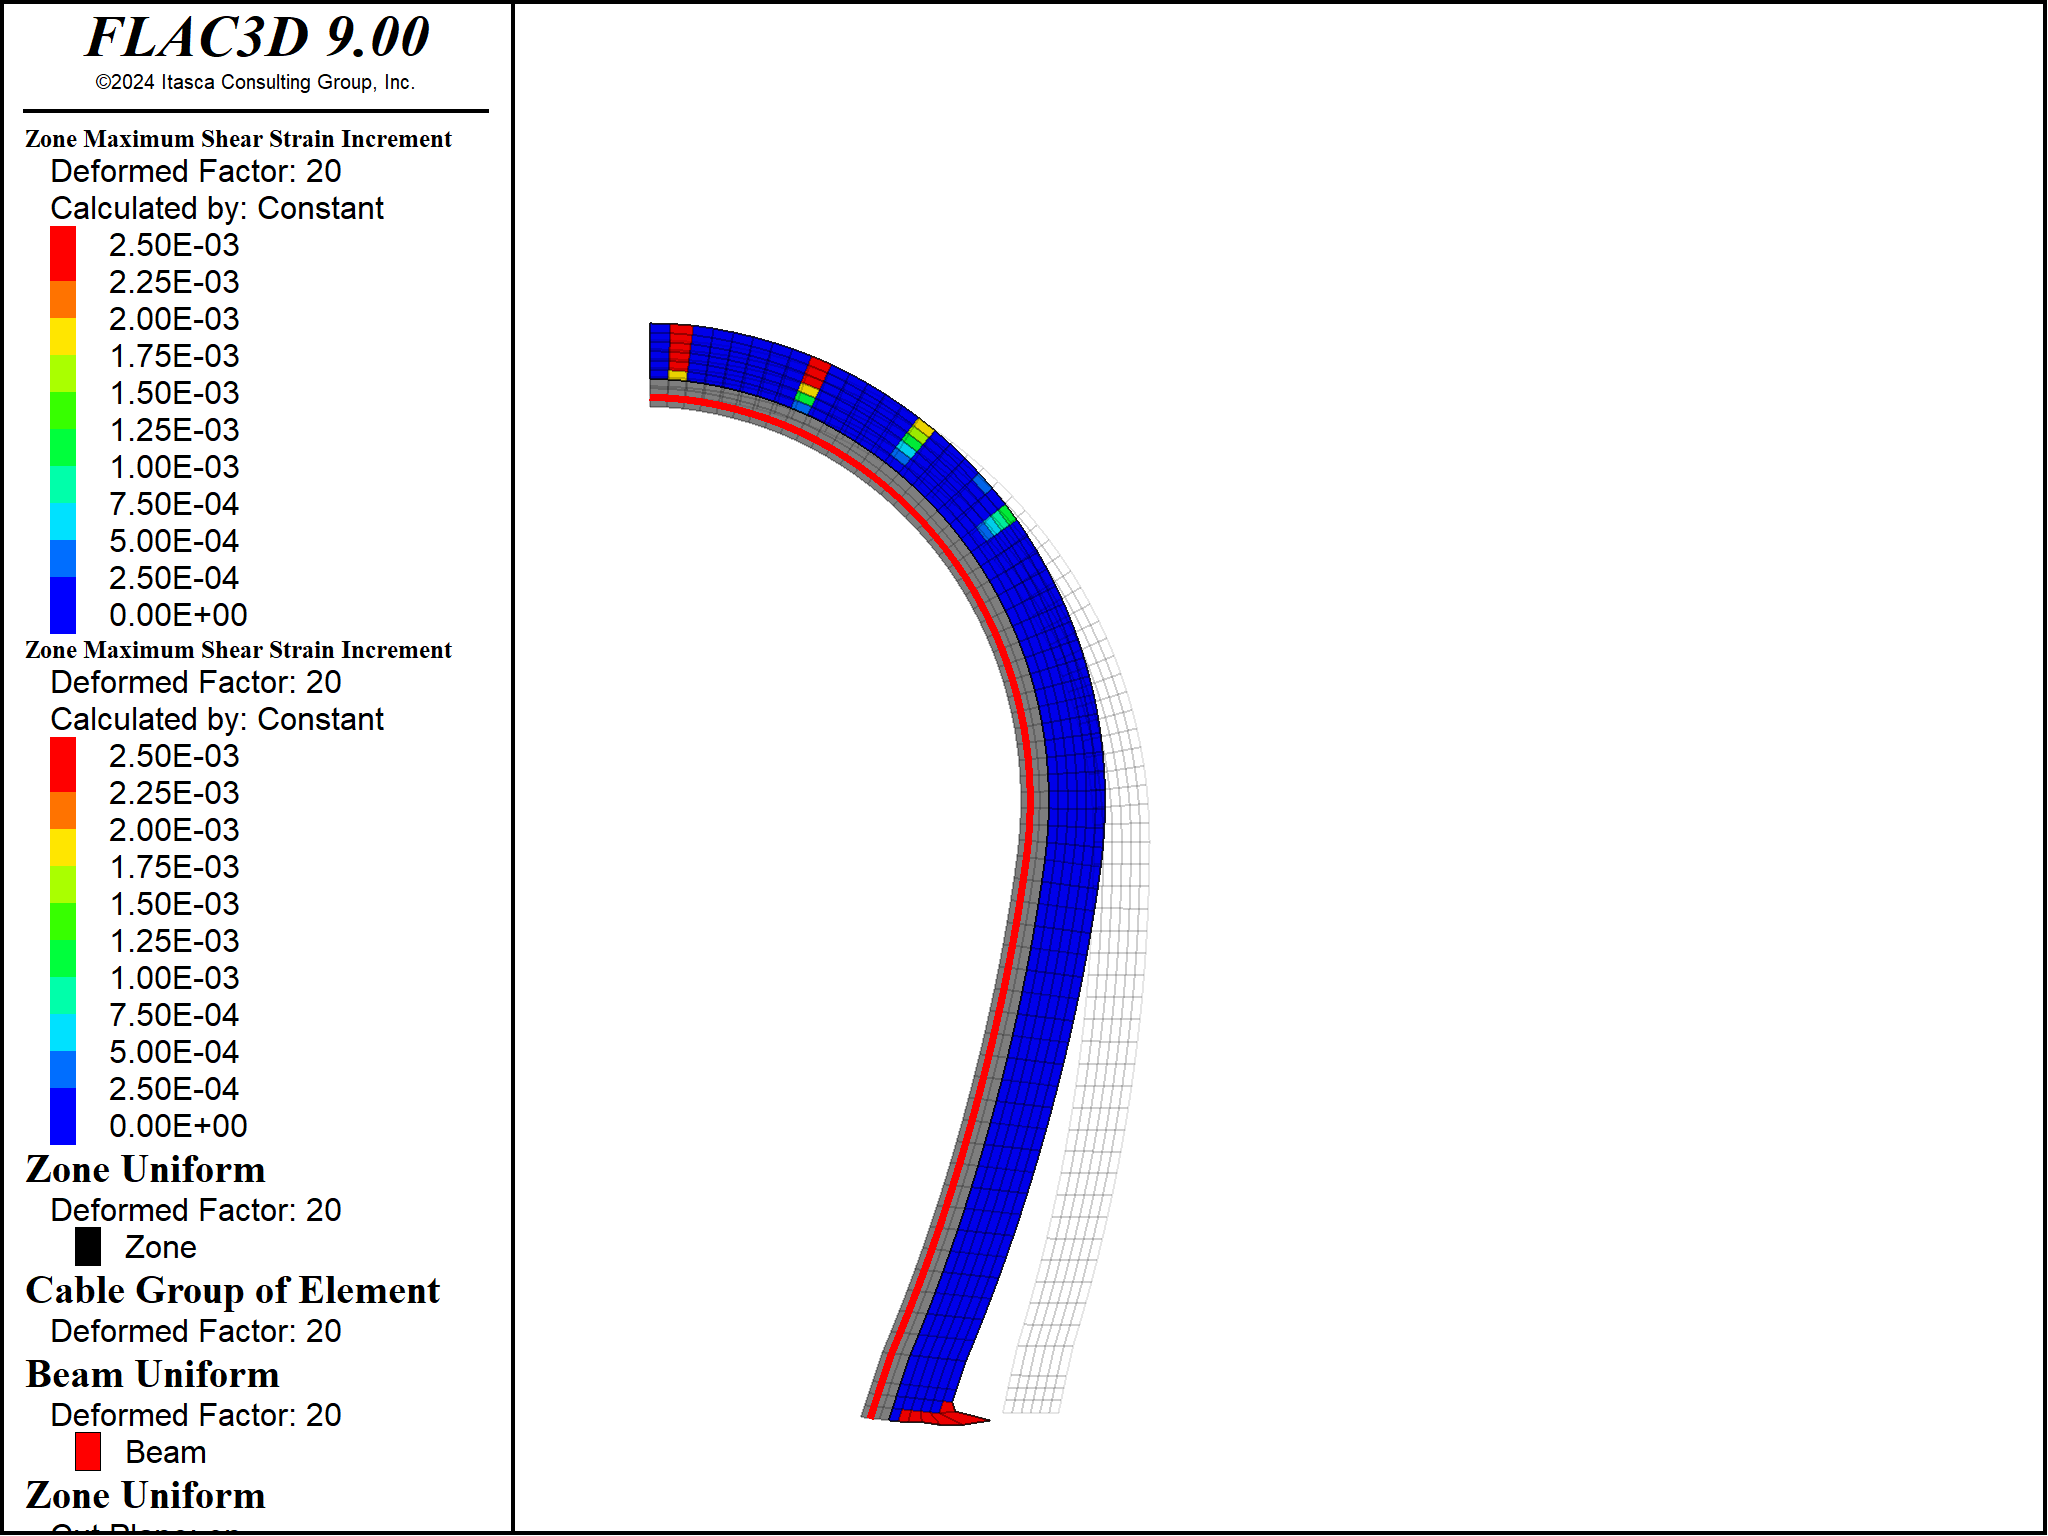 FLAC3D 9.00
©2024 Itasca Consulting Group, Inc.
Zone Maximum Shear Strain Increment
Deformed Factor: 20
Calculated by: Constant
2.50E-03
2.25E-03
2.00E-03
1.75E-03
1.50E-03
1.25E-03
1.00E-03
7.50E-04
5.00E-04
2.50E-04
0.00E+00
Zone Maximum Shear Strain Increment
Deformed Factor: 20
Calculated by: Constant
2.50E-03
2.25E-03
2.00E-03
1.75E-03
1.50E-03
1.25E-03
1.00E-03
7.50E-04
5.00E-04
2.50E-04
0.00E+00
Zone Uniform
Deformed Factor: 20
Zone
Cable Group of Element
Deformed Factor: 20
Beam Uniform
Deformed Factor: 20
Beam
Zone Uniform